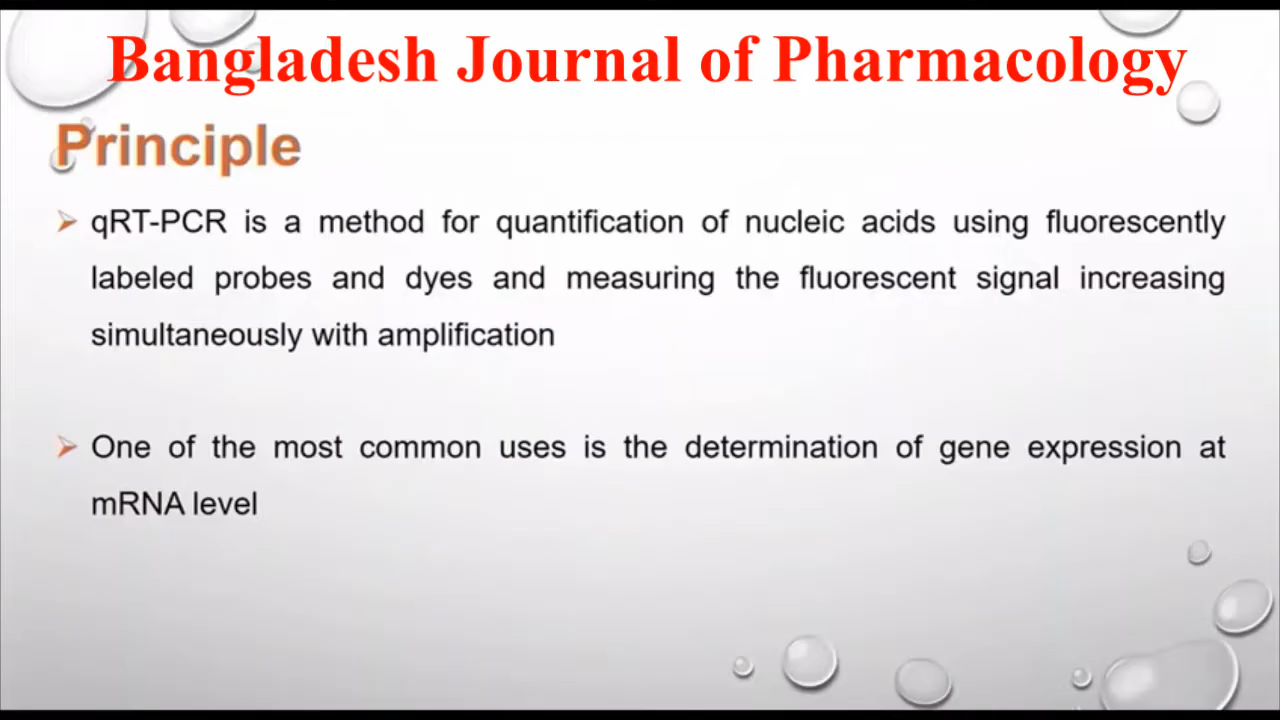 Bangladesh Journal of Pharmacology
Principle
qRT-PCR is a method for quantification of nucleic acids using fluorescently
labeled probes and dyes and measuring the fluorescent signal increasing
simultaneously with amplification
One of the most common uses is the determination of gene expression at
mRNA level